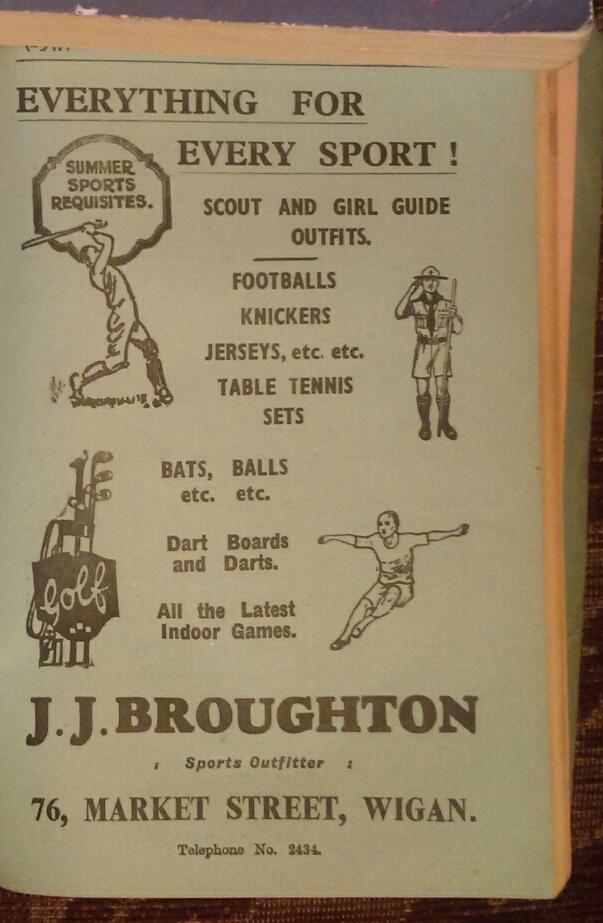 EVERYTHING FOR
EVERY SPORT !
SUMMER
SPORTS
REQUISITES.
SCOUT AND GIRL GUIDE
OUTFITS.
FOOTBALLS
KNICKERS
JERSEYS, etc. etc.
TABLE TENNIS
SETS
BATS, BALLS
etc. etc.
Dart Boards
and Darts.
Golf
All the Latest
Indoor Games.
J. J. BROUGHTON
: Sports Outfitter :
76, MARKET STREET, WIGAN.
Telephone No. 2434.